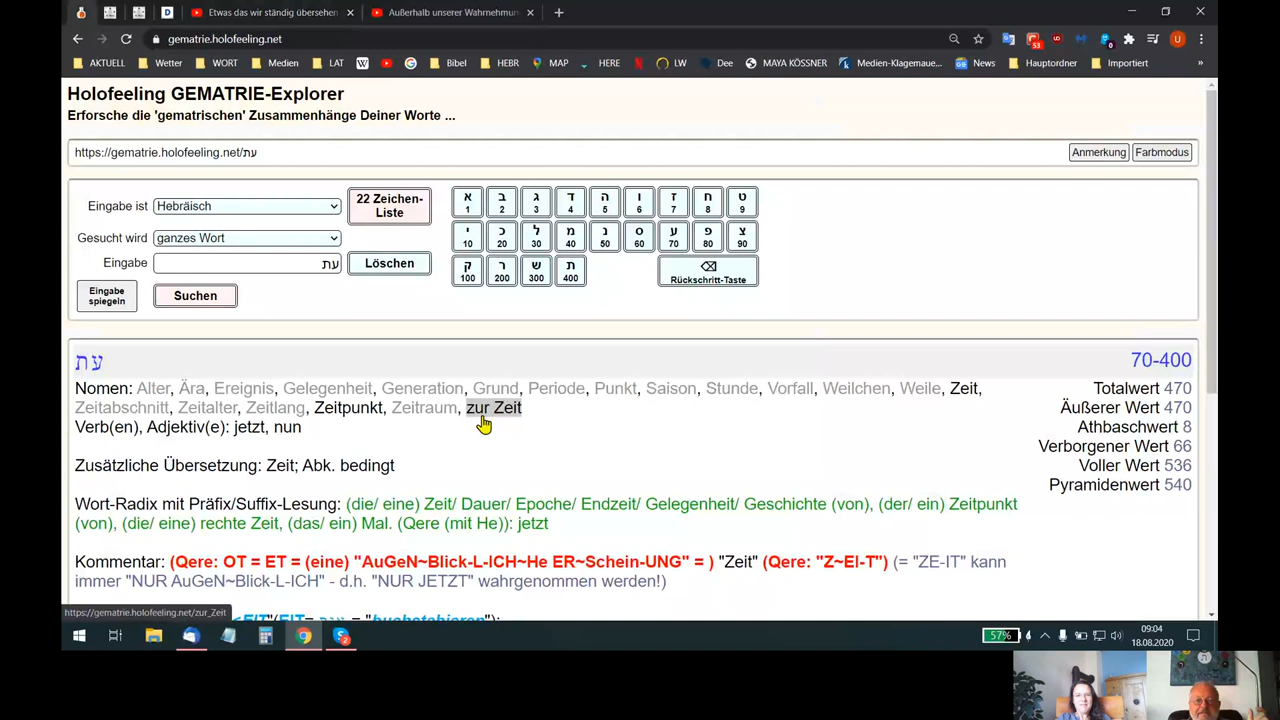 Etwas das wir ständig übersehen
Außerhalb unserer Wahrnehmun
gematrie.holofeeling.net
AKTUELL Wetter WORT Medien LAT Bibel HEBR MAP HERE LW Dee MAYA KÖSSNER Medien-Klagemaue... News Hauptordner Importiert
Holofeeling GEMATRIE-Explorer
Erforsche die 'gematrischen' Zusammenhänge Deiner Worte ...
https://gematrie.holofeeling.net/עת Anmerkung Farbmodus
Eingabe ist Hebräisch 22 Zeichen-Liste
Gesucht wird ganzes Wort
Eingabe עת Löschen
Eingabe spiegeln Suchen
א ב ג ד ה ו ז ח ט
1 2 3 4 5 6 7 8 9
י כ ל מ נ ס ע פ צ
10 20 30 40 50 60 70 80 90
ק ר ש ת
100 200 300 400 Rückschritt-Taste
עת 70-400
Nomen: Alter, Ära, Ereignis, Gelegenheit, Generation, Grund, Periode, Punkt, Saison, Stunde, Vorfall, Weilchen, Weile, Zeit,
Zeitabschnitt, Zeitalter, Zeitlang, Zeitpunkt, Zeitraum, zur Zeit
Verb(en), Adjektiv(e): jetzt, nun
Totalwert 470
Äußerer Wert 470
Athbaschwert 8
Verborgener Wert 66
Voller Wert 536
Pyramidenwert 540
Zusätzliche Übersetzung: Zeit; Abk. bedingt
Wort-Radix mit Präfix/Suffix-Lesung: (die/ eine) Zeit/ Dauer/ Epoche/ Endzeit/ Gelegenheit/ Geschichte (von), (der/ ein) Zeitpunkt
(von), (die/ eine) rechte Zeit, (das/ ein) Mal. (Qere (mit He)): jetzt
Kommentar: (Qere: OT = ET = (eine) "AuGeN~Blick-L-ICH~He ER~Schein-UNG" = ) "Zeit" (Qere: "Z~EI-T") (= "ZE-IT" kann
immer "NUR AuGeN~Blick-L-ICH" - d.h. "NUR JETZT" wahrgenommen werden!)
https://gematrie.holofeeling.net/zur_Zeit
57% 09:04
18.08.2020